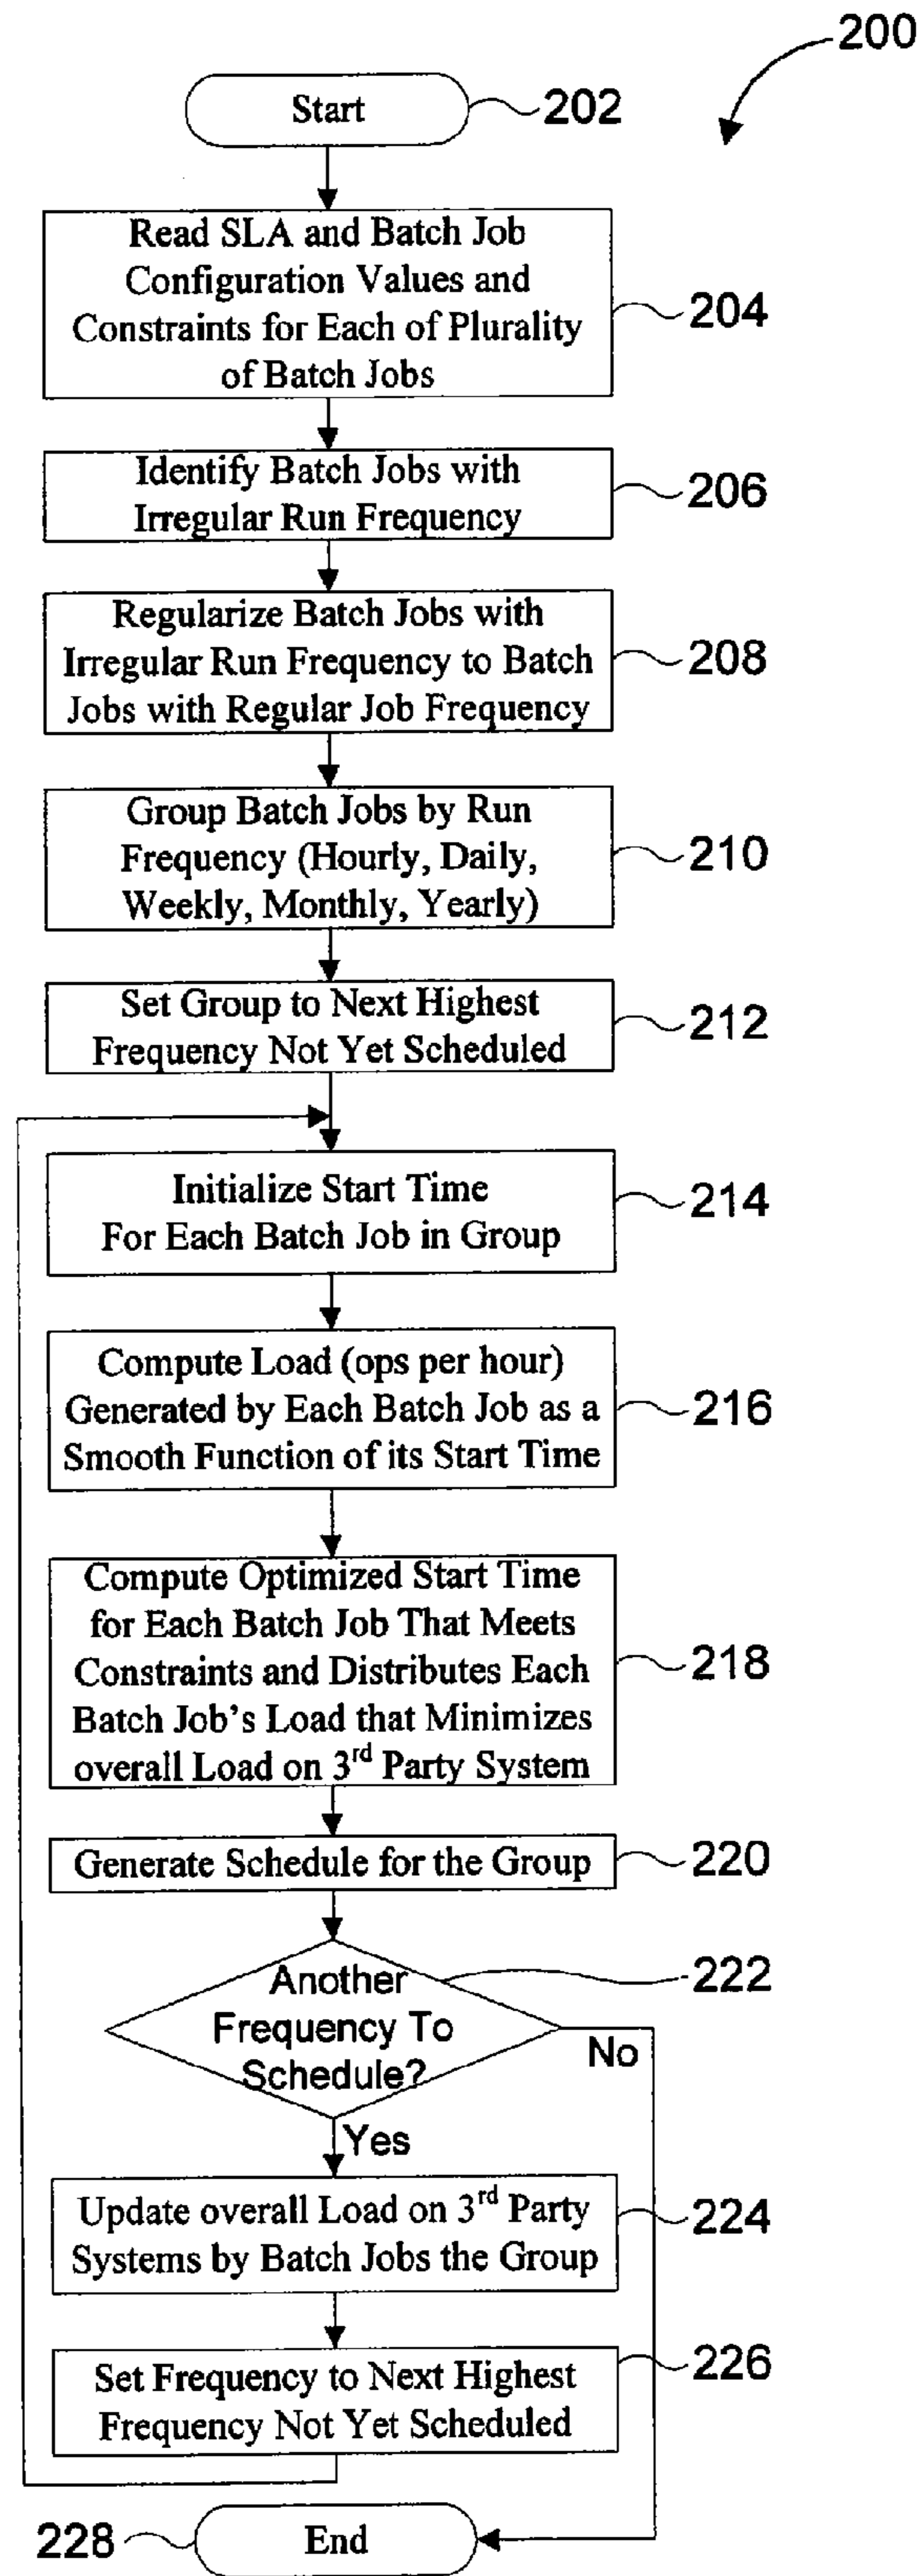 200
Start
202
Read SLA and Batch Job
Configuration Values and
Constraints for Each of Plurality
of Batch Jobs
204
Identify Batch Jobs with
Irregular Run Frequency
206
Regularize Batch Jobs with
Irregular Run Frequency to Batch
Jobs with Regular Job Frequency
208
Group Batch Jobs by Run
Frequency (Hourly, Daily,
Weekly, Monthly, Yearly)
210
Set Group to Next Highest
Frequency Not Yet Scheduled
212
Initialize Start Time
For Each Batch Job in Group
214
Compute Load (ops per hour)
Generated by Each Batch Job as a
Smooth Function of its Start Time
216
Compute Optimized Start Time
for Each Batch Job That Meets
Constraints and Distributes Each
Batch Job's Load that Minimizes
overall Load on 3rd Party System
218
Generate Schedule for the Group
220
Another
Frequency To
Schedule?
222
No
Yes
Update overall Load on 3rd Party
Systems by Batch Jobs the Group
224
Set Frequency to Next Highest
Frequency Not Yet Scheduled
226
228
End